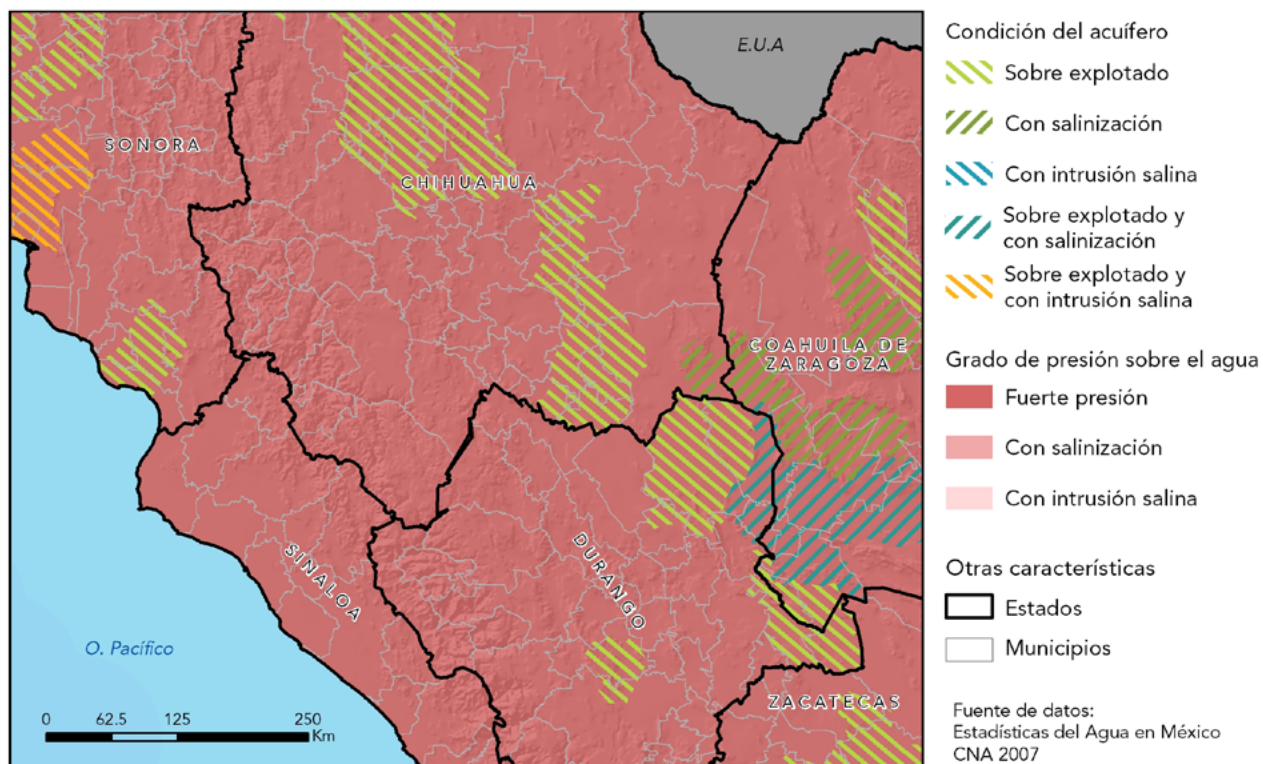 E.U.A
SONORA
CHIHUAHUA
COAHUILA DE
ZARAGOZA
SINALOA
DURANGO
ZACATECAS
O. Pacífico
0 62.5 125 250
Km
Condición del acuífero
Sobre explotado
Con salinización
Con intrusión salina
Sobre explotado y
con salinización
Sobre explotado y
con intrusión salina
Grado de presión sobre el agua
Fuerte presión
Con salinización
Con intrusión salina
Otras características
Estados
Municipios
Fuente de datos:
Estadísticas del Agua en México
CNA 2007